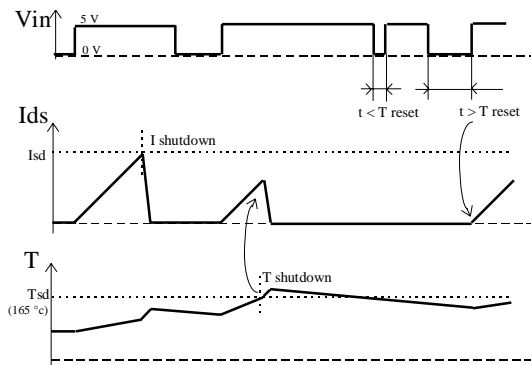 Vin
5 V
0 V
t < T reset
t > T reset
Ids
I shutdown
Isd
T
T shutdown
Tsd
(165 °c)